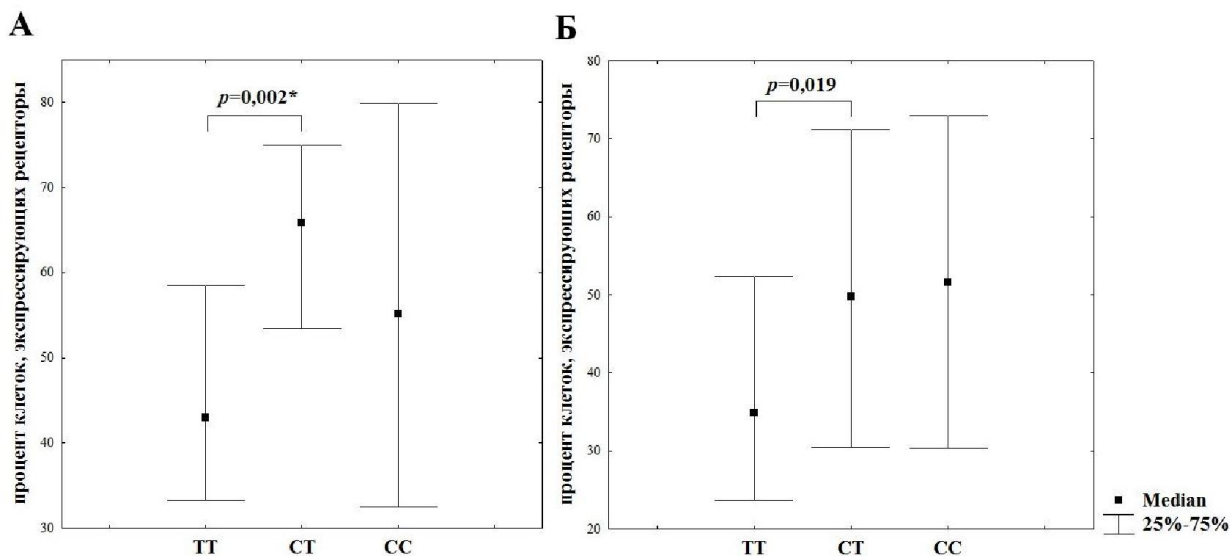 А
процент клеток, экспрессирующих рецепторы
80
70
60
50
40
30
p=0,002*
TT
CT
CC
Б
процент клеток, экспрессируюших рецепторы
80
70
60
50
40
30
20
p=0,019
TT
CT
CC
Median
25%-75%